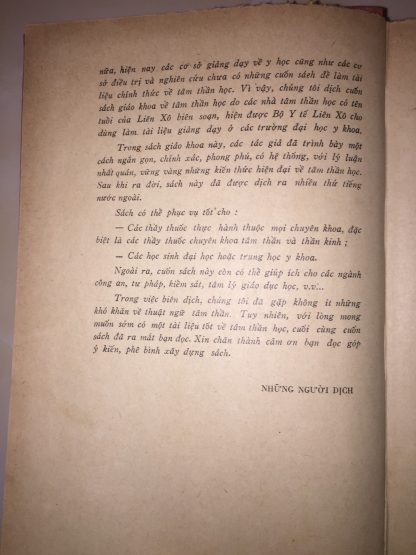 nữa, hiện nay các cơ sở giảng dạy về y học cũng như các cơ
sở điều trị và nghiên cứu chưa có những cuốn sách để làm tài
liệu chính thức về tâm thần học. Vì vậy, chúng tôi dịch cuốn
sách giáo khoa về tâm thần học do các nhà tâm thần học có tên
tuổi của Liên Xô biên soạn, hiện được Bộ Y tế Liên Xô cho
dùng làm tài liệu giảng dạy ở các trường đại học y khoa.
Trong sách giáo khoa này, các tác giả đã trình bày một
cách ngắn gọn, chính xác, phong phú, có hệ thống, với lý luận
nhất quán, vững vàng những kiến thức hiện đại về tâm thần học.
Sau khi ra đời, sách này đã được dịch ra nhiều thứ tiếng
nước ngoài.
Sách có thể phục vụ tốt cho :
— Các thầy thuốc thực hành thuộc mọi chuyên khoa, đặc
biệt là các thầy thuốc chuyên khoa tâm thần và thần kinh ;
— Các học sinh đại học hoặc trung học y khoa.
Ngoài ra, cuốn sách này còn có thể giúp ích cho các ngành
công an, tư pháp, kiểm sát, tâm lý giáo dục học, v.v...
Trong việc biên dịch, chúng tôi đã gặp không ít những
khó khăn về thuật ngữ tâm thần. Tuy nhiên, với lòng mong
muốn sớm có một tài liệu tốt về tâm thần học, cuối cùng cuốn
sách đã ra mắt bạn đọc. Xin chân thành cảm ơn bạn đọc góp
ý kiến, phê bình xây dựng sách.
NHỮNG NGƯỜI DỊCH